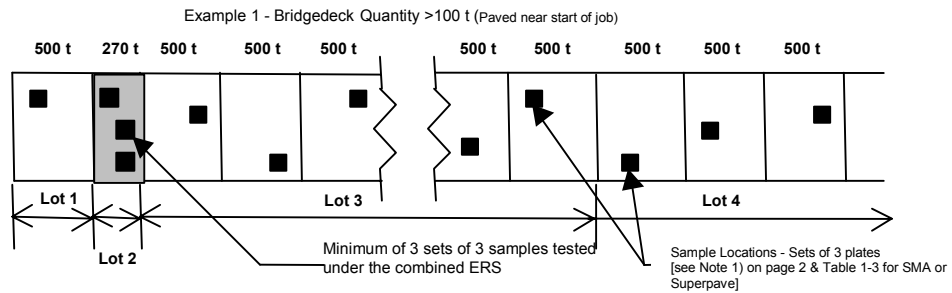 Example 1 - Bridgedeck Quantity >100 t (Paved near start of job)
500 t 270 t 500 t 500 t 500 t 500 t 500 t 500 t 500 t 500 t
Lot 1 Lot 3 Lot 4
Lot 2
Minimum of 3 sets of 3 samples tested
under the combined ERS
Sample Locations - Sets of 3 plates
[see Note 1) on page 2 & Table 1-3 for SMA or
Superpave]